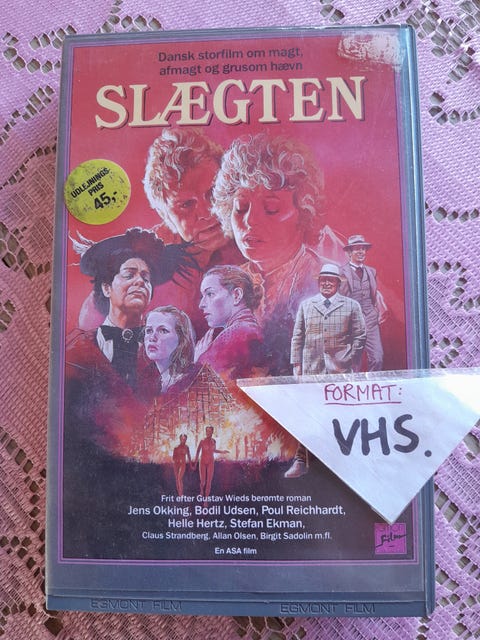 Dansk storfilm om magt,
afmagt og grusom hævn
SLÆGTEN
UDLEJNINGS-
PRIS
45,-
FORMAT:
VHS.
Frit efter Gustav Wieds berømte roman
Jens Okking, Bodil Udsen, Poul Reichhardt,
Helle Hertz, Stefan Ekman,
Claus Strandberg, Allan Olsen, Birgit Sadolin m.fl.
En ASA film
film
EGMONT FILM
EGMONT FILM